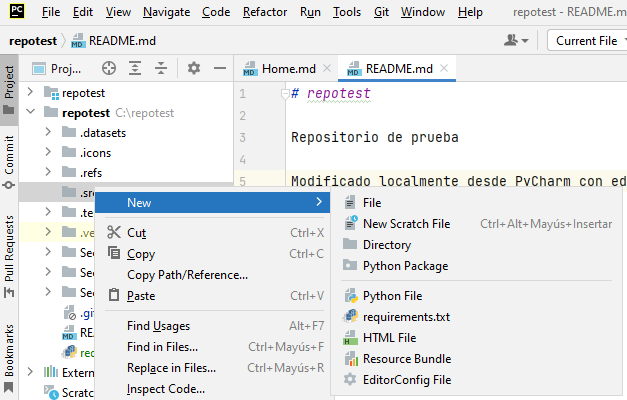 PC File Edit View Navigate Code Refactor Run Tools Git Window Help repotest - README.m
repotest README.md Current File
Project Proj... Home.md README.md
repotest
repotest C:\repotest
.datasets
.icons
.refs
.sr
.te
.ve
Se
Se
Se
.gi
REA
rec
Extern
Scratc
Commit
Pull Requests
Bookmarks
1 # repotest
2
3 Repositorio de prueba
4
5 Modificado localmente desde PyCharm con ed
New
Cut Ctrl+X
Copy Ctrl+C
Copy Path/Reference...
Paste Ctrl+V
Find Usages Alt+F7
Find in Files... Ctrl+Mayús+F
Replace in Files... Ctrl+Mayús+R
Inspect Code...
File
New Scratch File Ctrl+Alt+Mayús+Insertar
Directory
Python Package
Python File
requirements.txt
HTML File
Resource Bundle
EditorConfig File